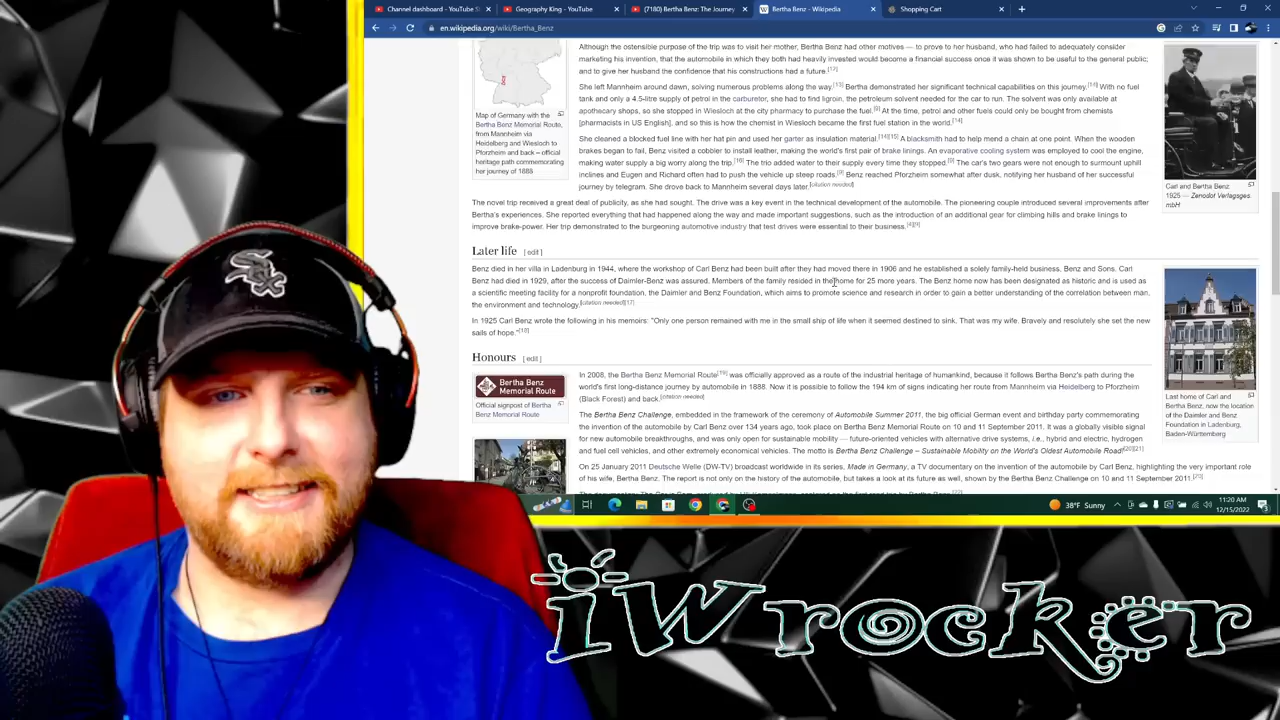 Channel dashboard - YouTube S
Geography King - YouTube
(7180) Bertha Benz: The Journey
Bertha Benz - Wikipedia
Shopping Cart
en.wikipedia.org/wiki/Bertha_Benz
Map of Germany with the
Bertha Benz Memorial Route,
from Mannheim via
Heidelberg and Wiesloch to
Pforzheim and back – official
heritage path commemorating
her journey of 1888
Although the ostensible purpose of the trip was to visit her mother, Bertha Benz had other motives — to prove to her husband, who had failed to adequately consider
marketing his invention, that the automobile in which they both had heavily invested would become a financial success once it was shown to be useful to the general public;
and to give her husband the confidence that his constructions had a future.[12]
She left Mannheim around dawn, solving numerous problems along the way.[13] Bertha demonstrated her significant technical capabilities on this journey.[11] With no fuel
tank and only a 4.5-litre supply of petrol in the carburetor, she had to find ligroin, the petroleum solvent needed for the car to run. The solvent was only available at
apothecary shops, so she stopped in Wiesloch at the city pharmacy to purchase the fuel.[9] At the time, petrol and other fuels could only be bought from chemists
[pharmacists in US English], and so this is how the chemist in Wiesloch became the first fuel station in the world.[14]
She cleaned a blocked fuel line with her hat pin and used her garter as insulation material.[14][15] A blacksmith had to help mend a chain at one point. When the wooden
brakes began to fail, Benz visited a cobbler to install leather, making the world's first pair of brake linings. An evaporative cooling system was employed to cool the engine,
making water supply a big worry along the trip.[16] The trio added water to their supply every time they stopped.[9] The car's two gears were not enough to surmount uphill
inclines and Eugen and Richard often had to push the vehicle up steep roads.[9] Benz reached Pforzheim somewhat after dusk, notifying her husband of her successful
journey by telegram. She drove back to Mannheim several days later.[citation needed]
The novel trip received a great deal of publicity, as she had sought. The drive was a key event in the technical development of the automobile. The pioneering couple introduced several improvements after
Bertha's experiences. She reported everything that had happened along the way and made important suggestions, such as the introduction of an additional gear for climbing hills and brake linings to
improve brake-power. Her trip demonstrated to the burgeoning automotive industry that test drives were essential to their business.[4][9]
Carl and Bertha Benz
1925 — Zenodot Verlagsges.
mbH
Later life [ edit ]
Benz died in her villa in Ladenburg in 1944, where the workshop of Carl Benz had been built after they had moved there in 1906 and he established a solely family-held business, Benz and Sons. Carl
Benz had died in 1929, after the success of Daimler-Benz was assured. Members of the family resided in the home for 25 more years. The Benz home now has been designated as historic and is used as
a scientific meeting facility for a nonprofit foundation, the Daimler and Benz Foundation, which aims to promote science and research in order to gain a better understanding of the correlation between man,
the environment and technology.[citation needed][17]
In 1925 Carl Benz wrote the following in his memoirs: "Only one person remained with me in the small ship of life when it seemed destined to sink. That was my wife. Bravely and resolutely she set the new
sails of hope."[18]
Last home of Carl and
Bertha Benz, now the location
of the Daimler and Benz
Foundation in Ladenburg,
Baden-Württemberg
Honours [ edit ]
Bertha Benz
Memorial Route
Official signpost of Bertha
Benz Memorial Route
In 2008, the Bertha Benz Memorial Route[19] was officially approved as a route of the industrial heritage of humankind, because it follows Bertha Benz's path during the
world's first long-distance journey by automobile in 1888. Now it is possible to follow the 194 km of signs indicating her route from Mannheim via Heidelberg to Pforzheim
(Black Forest) and back.[citation needed]
The Bertha Benz Challenge, embedded in the framework of the ceremony of Automobile Summer 2011, the big official German event and birthday party commemorating
the invention of the automobile by Carl Benz over 134 years ago, took place on Bertha Benz Memorial Route on 10 and 11 September 2011. It was a globally visible signal
for new automobile breakthroughs, and was only open for sustainable mobility — future-oriented vehicles with alternative drive systems, i.e., hybrid and electric, hydrogen
and fuel cell vehicles, and other extremely economical vehicles. The motto is Bertha Benz Challenge – Sustainable Mobility on the World's Oldest Automobile Road![20][21]
On 25 January 2011 Deutsche Welle (DW-TV) broadcast worldwide in its series, Made in Germany, a TV documentary on the invention of the automobile by Carl Benz, highlighting the very important role
of his wife, Bertha Benz. The report is not only on the history of the automobile, but takes a look at its future as well, shown by the Bertha Benz Challenge on 10 and 11 September 2011.[22]
38°F Sunny
11:20 AM
12/15/2022
Sox
iWrocker